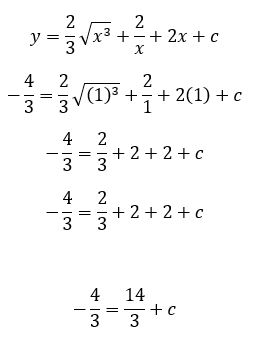 y = 2/3 √x³ + 2/x + 2x + c
−4/3 = 2/3 √(1)³ + 2/1 + 2(1) + c
−4/3 = 2/3 + 2 + 2 + c
−4/3 = 2/3 + 2 + 2 + c
−4/3 = 14/3 + c